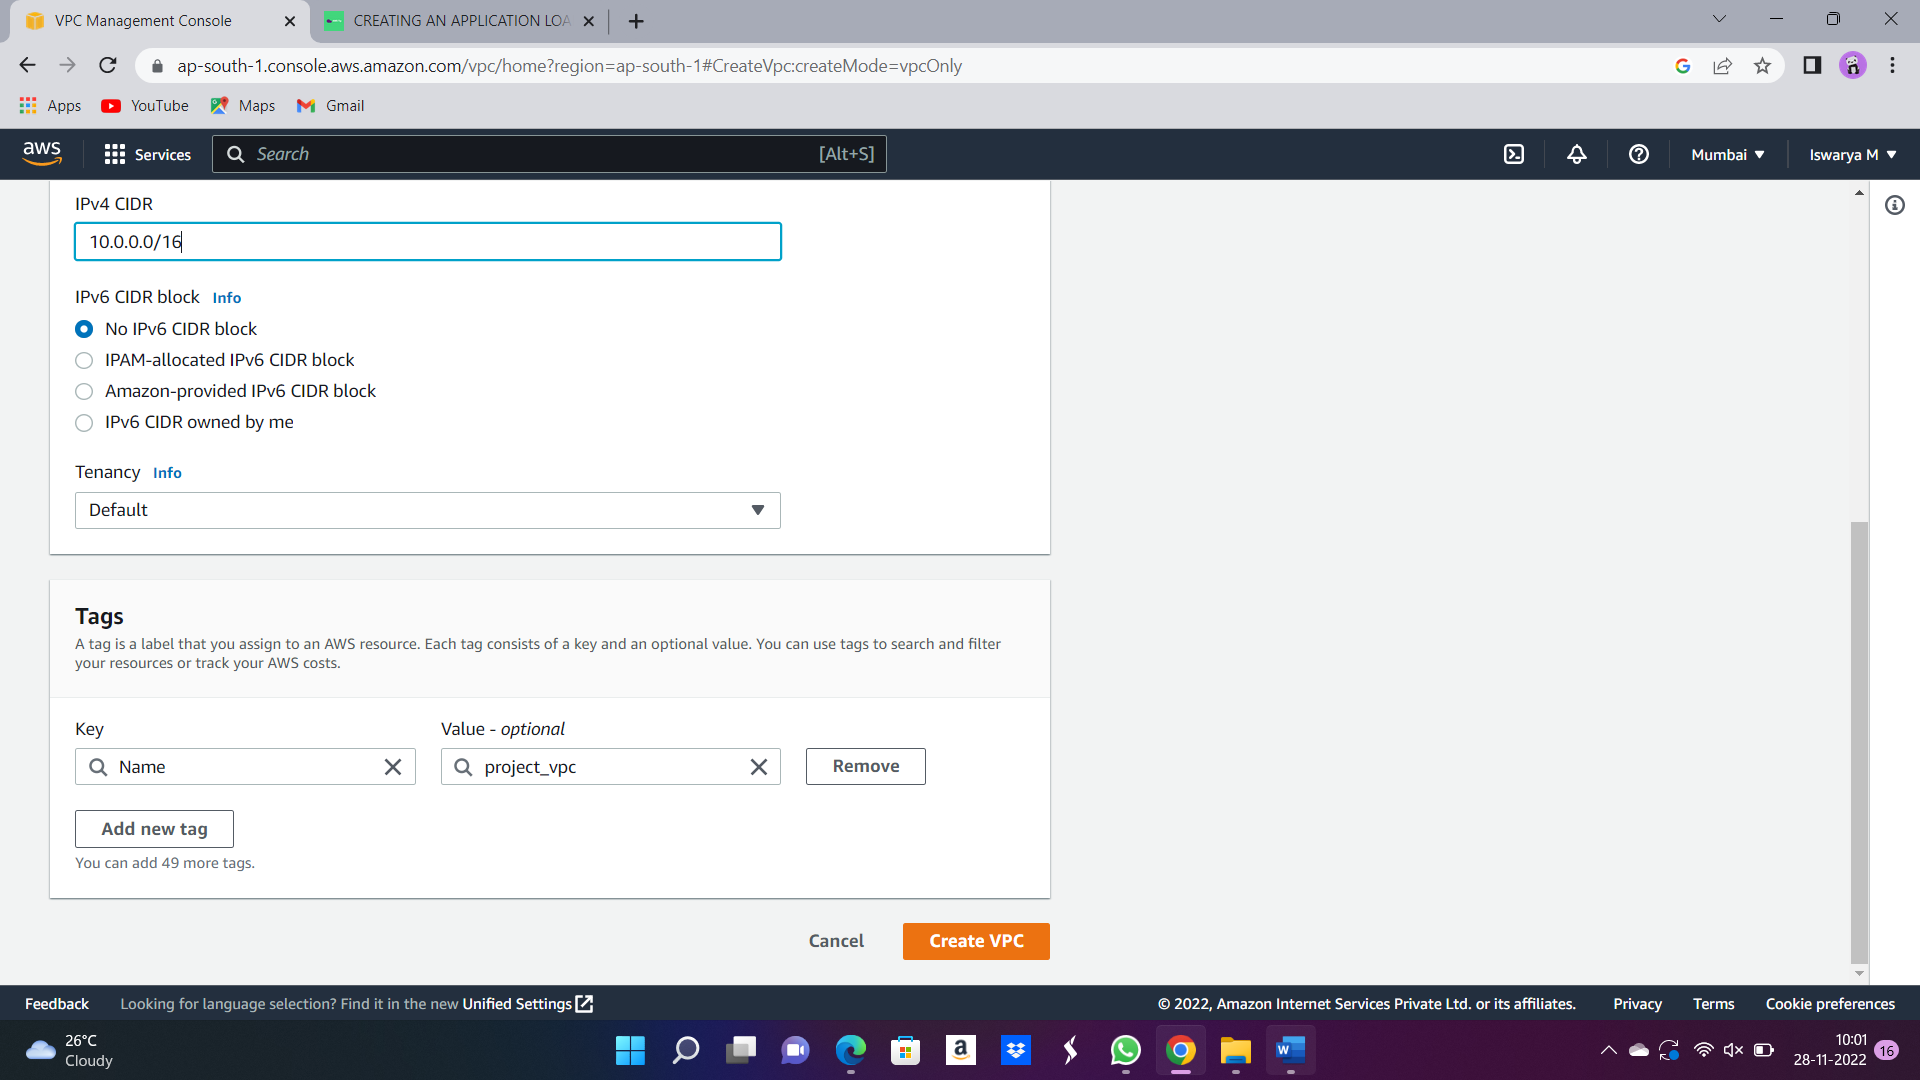 VPC Management Console
CREATING AN APPLICATION LOA
ap-south-1.console.aws.amazon.com/vpc/home?region=ap-south-1#CreateVpc:createMode=vpcOnly
Apps YouTube Maps Gmail
aws Services Search [Alt+S] Mumbai Iswarya M
IPv4 CIDR
10.0.0.0/16
IPv6 CIDR block Info
No IPv6 CIDR block
IPAM-allocated IPv6 CIDR block
Amazon-provided IPv6 CIDR block
IPv6 CIDR owned by me
Tenancy Info
Default
Tags
A tag is a label that you assign to an AWS resource. Each tag consists of a key and an optional value. You can use tags to search and filter
your resources or track your AWS costs.
Key Value - optional
Name project_vpc Remove
Add new tag
You can add 49 more tags.
Cancel Create VPC
Feedback Looking for language selection? Find it in the new Unified Settings © 2022, Amazon Internet Services Private Ltd. or its affiliates. Privacy Terms Cookie preferences
26°C
Cloudy
10:01
28-11-2022 16